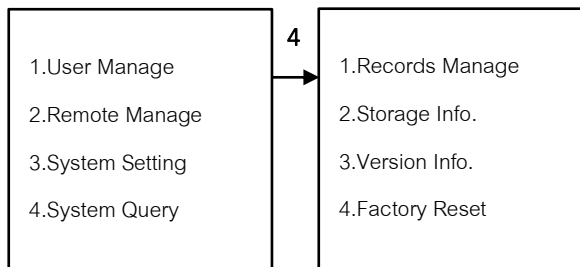 1.User Manage
2.Remote Manage
3.System Setting
4.System Query
4
1.Records Manage
2.Storage Info.
3.Version Info.
4.Factory Reset